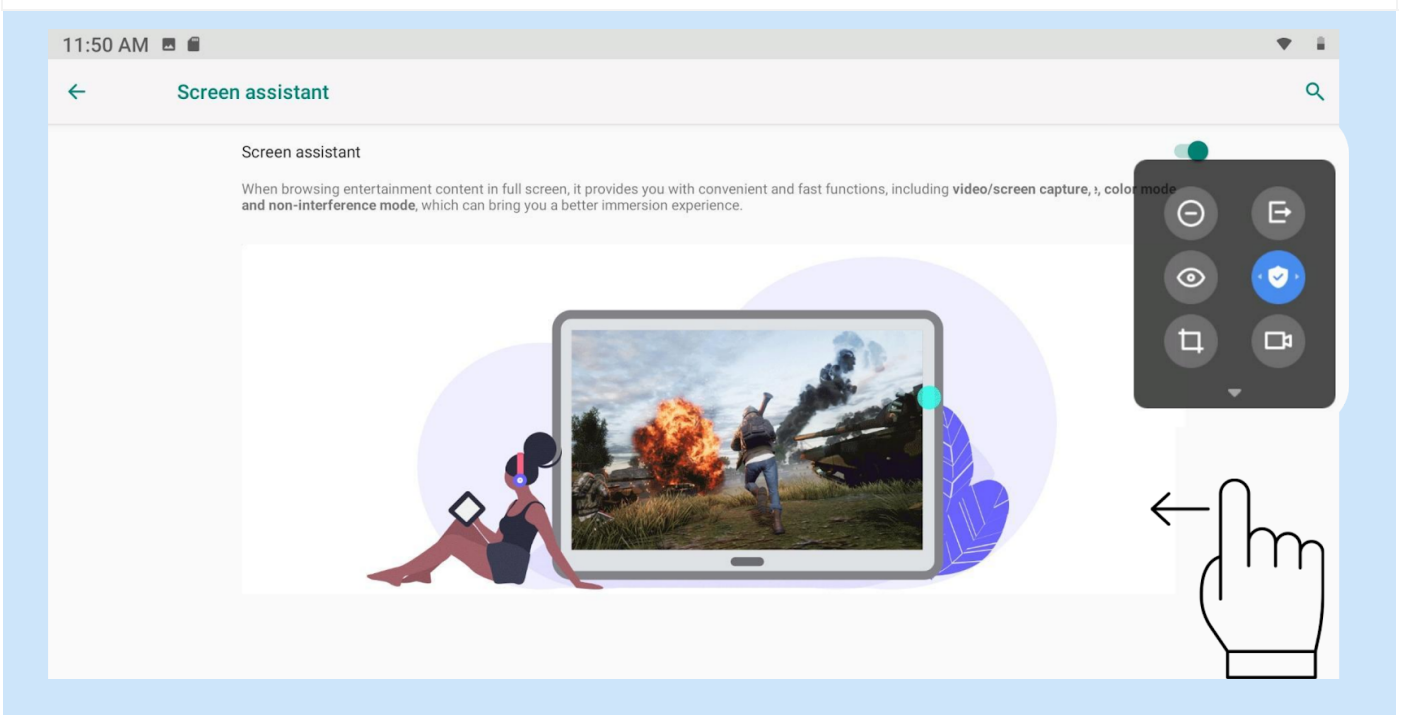 11:50 AM
Screen assistant
Screen assistant
When browsing entertainment content in full screen, it provides you with convenient and fast functions, including video/screen capture, , color mode
and non-interference mode, which can bring you a better immersion experience.